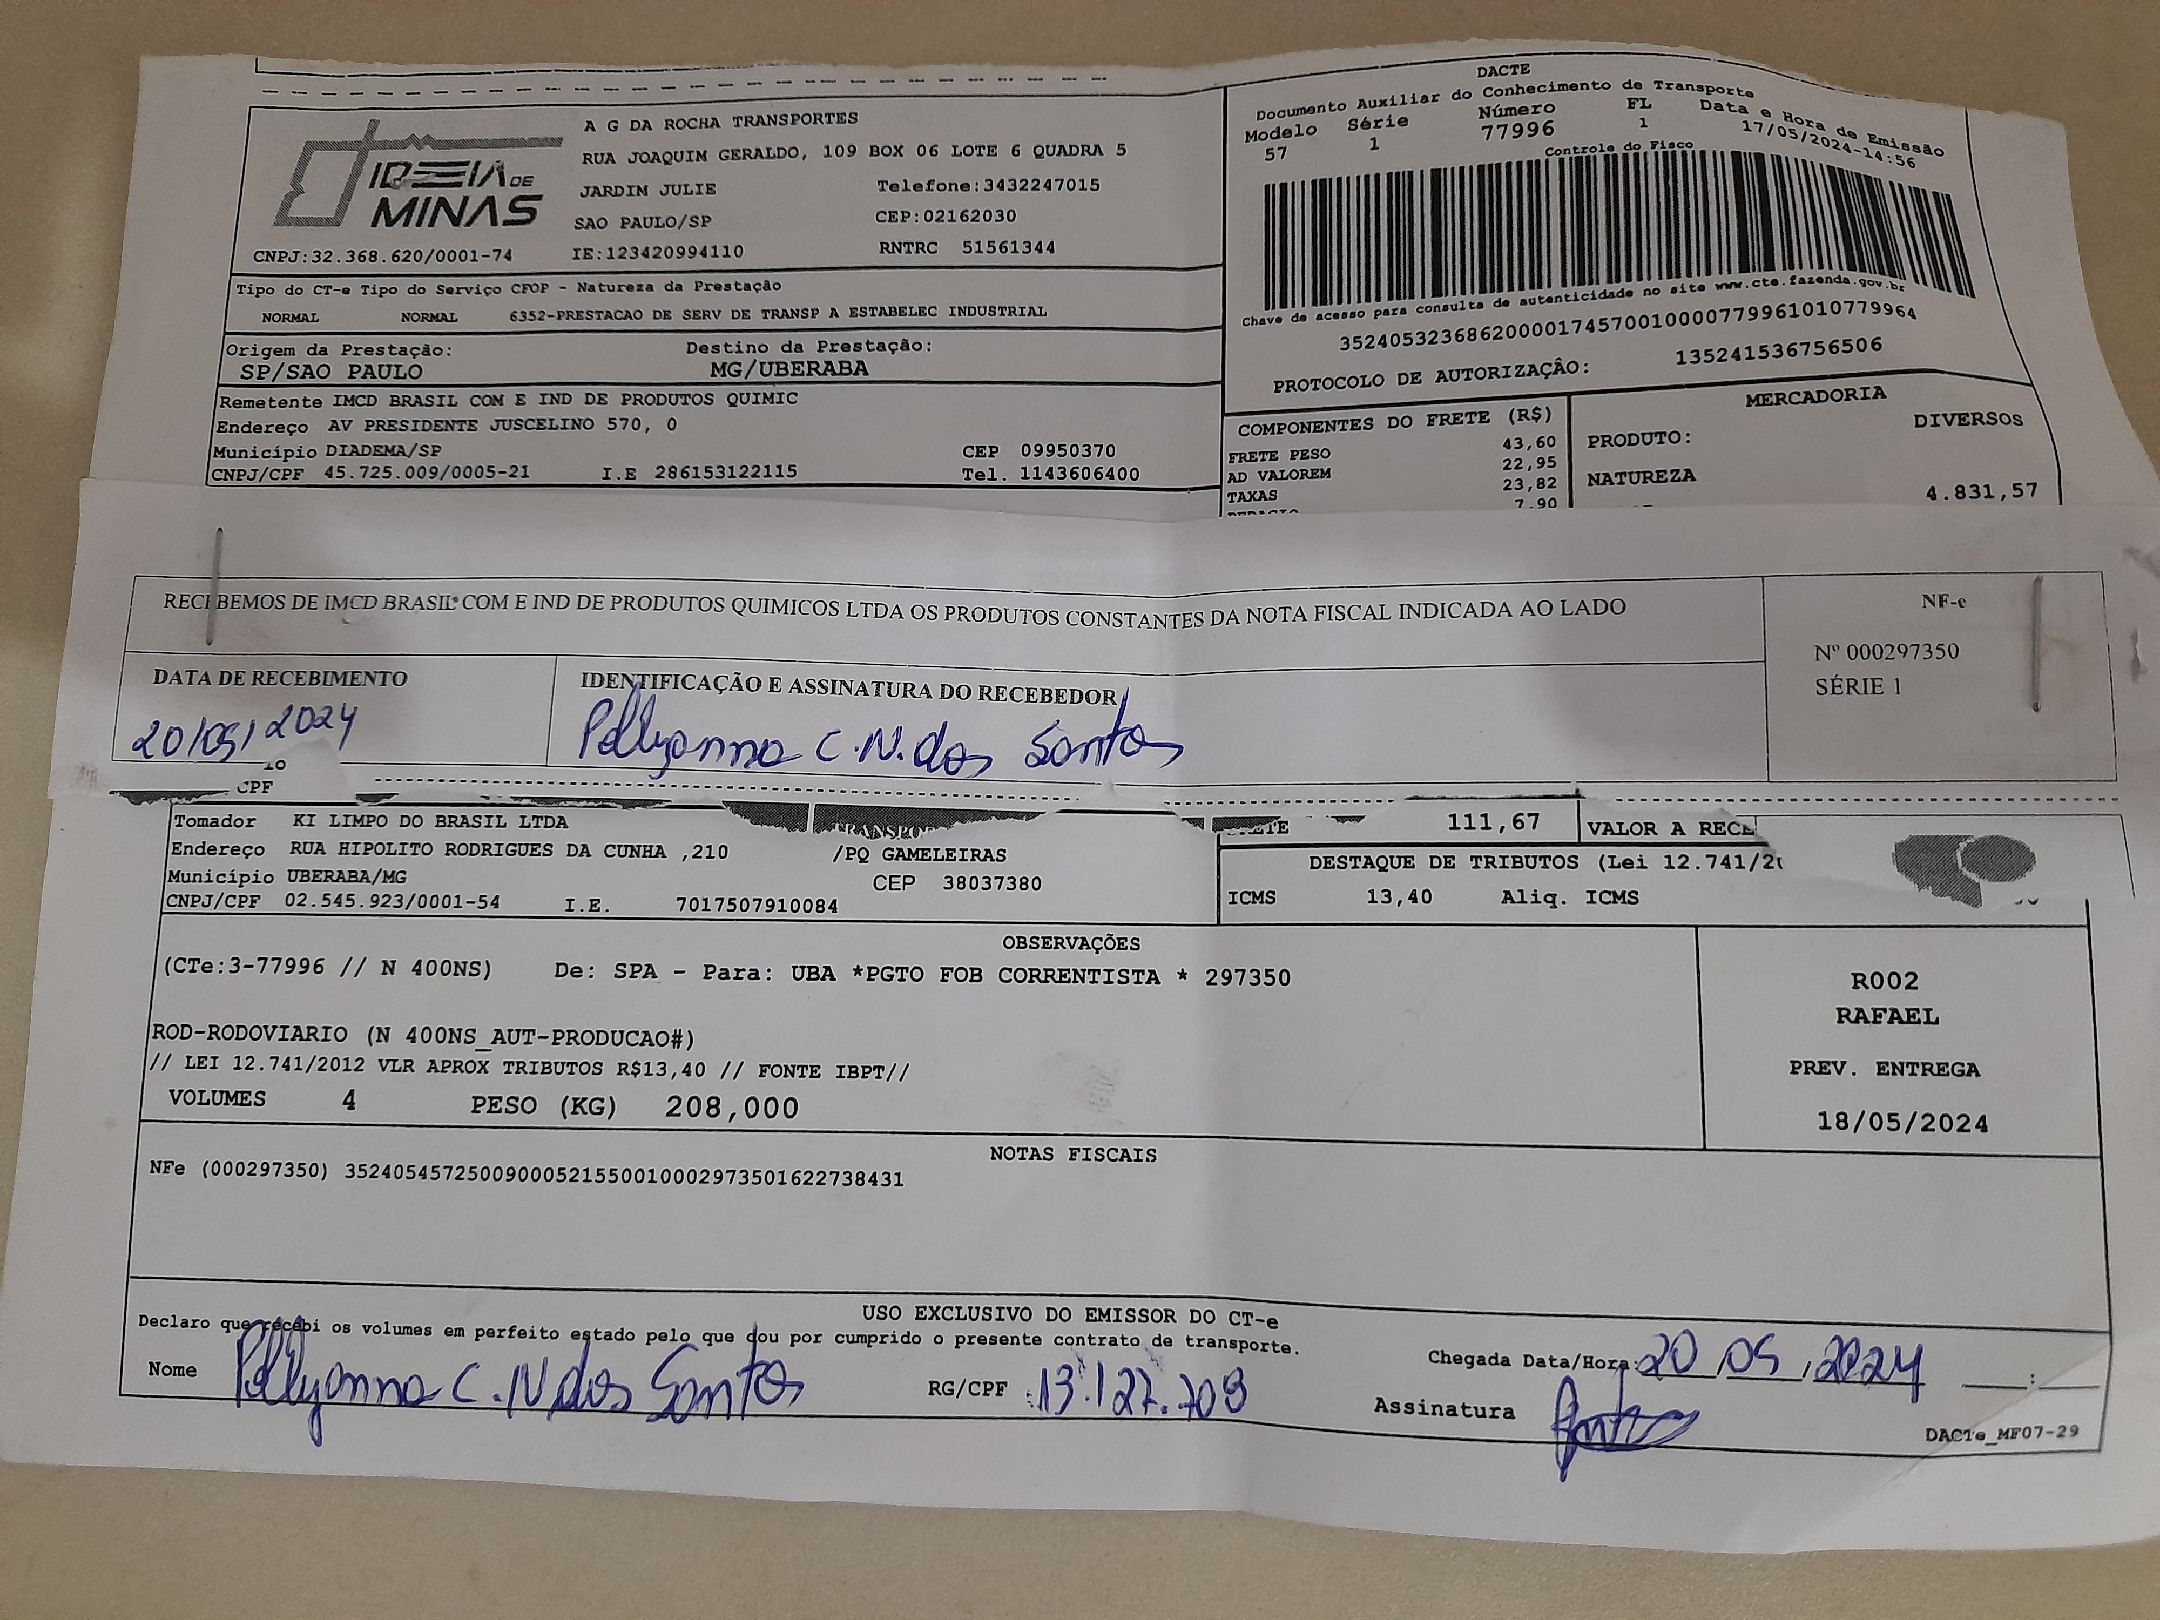 IDEIA DE MINAS
CNPJ:32.368.620/0001-74
A G DA ROCHA TRANSPORTES
RUA JOAQUIM GERALDO, 109 BOX 06 LOTE 6 QUADRA 5
JARDIN JULIE Telefone:3432247015
SAO PAULO/SP CEP:02162030
IE:123420994110 RNTRC 51561344
DACTE
Documento Auxiliar do Conhecimento de Transporte
Modelo Série Número FL Data e Hora de Emissão
57 1 77996 1 17/05/2024-14:56
Controle do Fisco
Chave de acesso para consulta de autenticidade no site www.cte.fazenda.gov.br
35240532368620000174570010000779961010779964
PROTOCOLO DE AUTORIZAÇÂO: 135241536756506
Tipo do CT-e Tipo do Serviço CFOP - Natureza da Prestação
NORMAL NORMAL 6352-PRESTACAO DE SERV DE TRANSP A ESTABELEC INDUSTRIAL
Origem da Prestação: Destino da Prestação:
SP/SAO PAULO MG/UBERABA
Remetente IMCD BRASIL COM E IND DE PRODUTOS QUIMIC
Endereço AV PRESIDENTE JUSCELINO 570, 0
Município DIADEMA/SP CEP 09950370
CNPJ/CPF 45.725.009/0005-21 I.E 286153122115 Tel. 1143606400
COMPONENTES DO FRETE (R$)
FRETE PESO 43,60
AD VALOREM 22,95
TAXAS 23,82
7,90
MERCADORIA
PRODUTO: DIVERSOS
NATUREZA
4.831,57
RECEBEMOS DE IMCD BRASIL COM E IND DE PRODUTOS QUIMICOS LTDA OS PRODUTOS CONSTANTES DA NOTA FISCAL INDICADA AO LADO
NF-e
Nº 000297350
SÉRIE 1
DATA DE RECEBIMENTO IDENTIFICAÇÃO E ASSINATURA DO RECEBEDOR
20/05/2024 Pollyanna C.N.dos Santos
CPF
Tomador KI LIMPO DO BRASIL LTDA
Endereço RUA HIPOLITO RODRIGUES DA CUNHA ,210 /PQ GAMELEIRAS
Município UBERABA/MG CEP 38037380
CNPJ/CPF 02.545.923/0001-54 I.E. 7017507910084
111,67 VALOR A RECE
DESTAQUE DE TRIBUTOS (Lei 12.741/2
ICMS 13,40 Aliq. ICMS
OBSERVAÇÕES
(CTe:3-77996 // N 400NS) De: SPA - Para: UBA *PGTO FOB CORRENTISTA * 297350
ROD-RODOVIARIO (N 400NS_AUT-PRODUCAO#)
// LEI 12.741/2012 VLR APROX TRIBUTOS R$13,40 // FONTE IBPT//
VOLUMES 4 PESO (KG) 208,000
R002
RAFAEL
PREV. ENTREGA
18/05/2024
NOTAS FISCAIS
NFe (000297350) 35240545725009000521550010002973501622738431
USO EXCLUSIVO DO EMISSOR DO CT-e
Declaro que recebi os volumes em perfeito estado pelo que dou por cumprido o presente contrato de transporte.
Nome Pollyanna C.N dos Santos RG/CPF 13.127.709 Chegada Data/Hora: 20/05/2024 :
Assinatura
DACTe_MF07-29